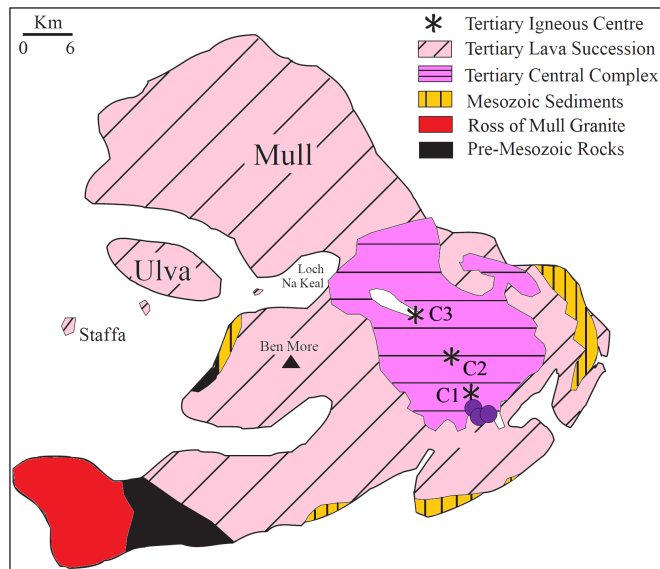 Km
0 6
Tertiary Igneous Centre
Tertiary Lava Succession
Tertiary Central Complex
Mesozoic Sediments
Ross of Mull Granite
Pre-Mesozoic Rocks
Mull
Ulva
Loch
Na Keal
Staffa
C3
Ben More
C2
C1